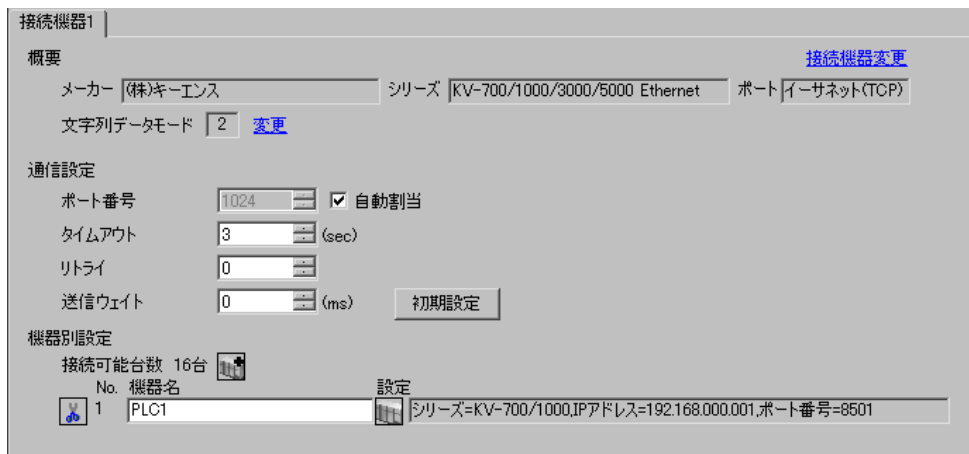 接続機器1
概要 接続機器変更
メーカー (株)キーエンス シリーズ KV-700/1000/3000/5000 Ethernet ポート イーサネット(TCP)
文字列データモード 2 変更
通信設定
ポート番号 1024 自動割当
タイムアウト 3 (sec)
リトライ 0
送信ウェイト 0 (ms) 初期設定
機器別設定
接続可能台数 16台
No. 機器名 設定
1 PLC1 シリーズ=KV-700/1000,IPアドレス=192.168.000.001,ポート番号=8501